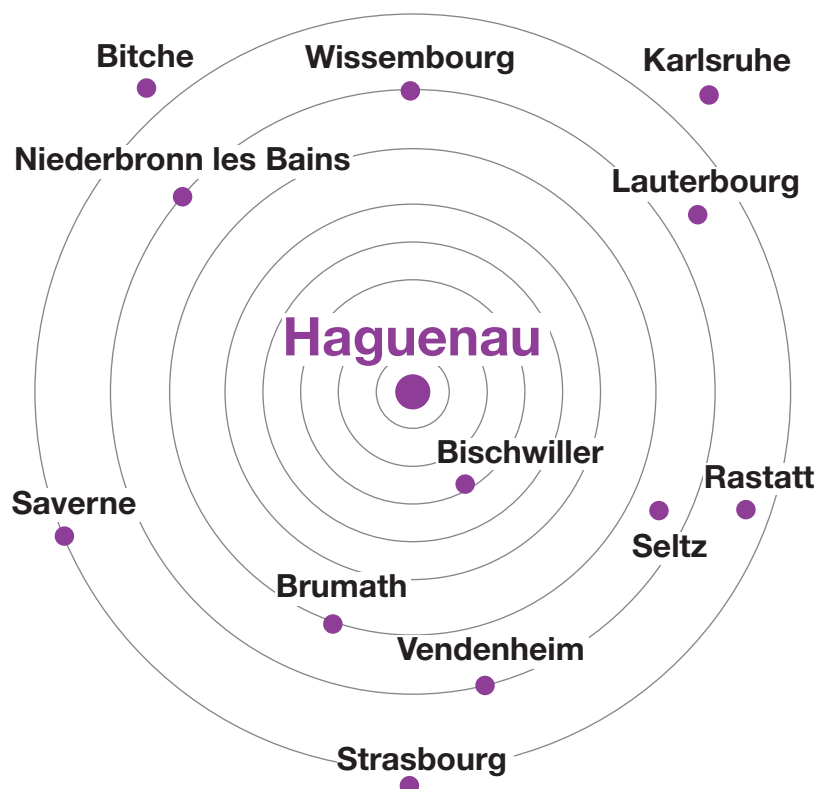 Bitche
Wissembourg
Karlsruhe
Niederbronn les Bains
Lauterbourg
Haguenau
Bischwiller
Rastatt
Saverne
Seltz
Brumath
Vendenheim
Strasbourg